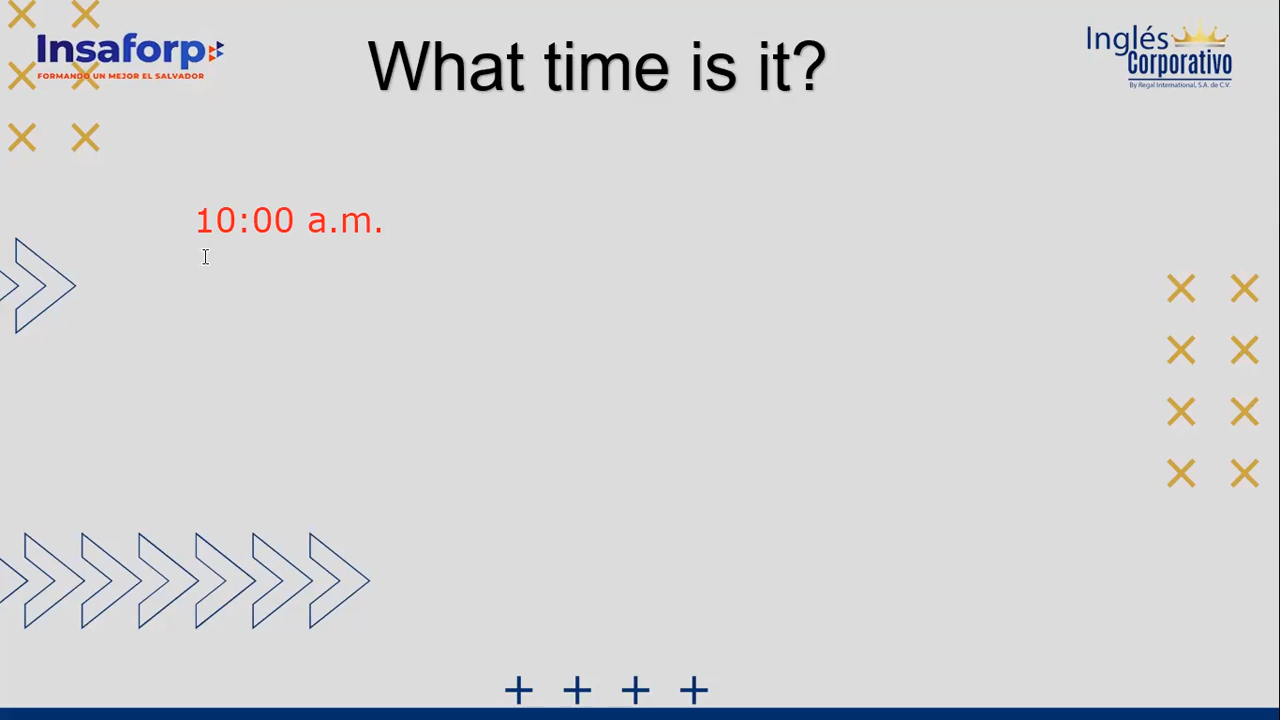 Insaforp
FORMANDO UN MEJOR EL SALVADOR
What time is it?
Inglés
Corporativo
By Regal International, S.A. de C.V.
10:00 a.m.